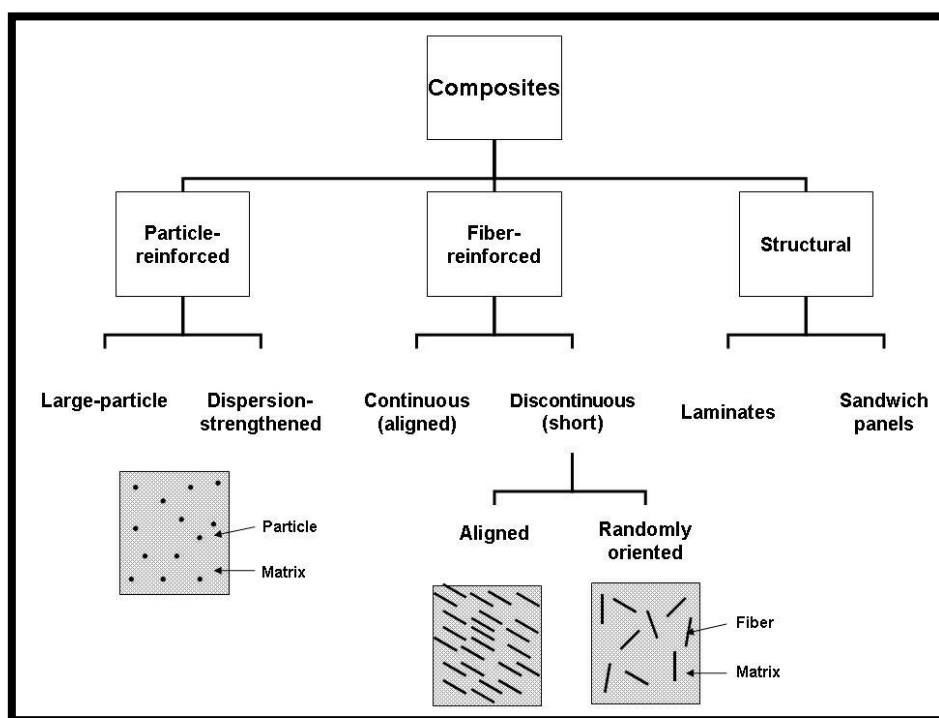 Composites
Particle-
reinforced
Fiber-
reinforced
Structural
Large-particle
Dispersion-
strengthened
Continuous
(aligned)
Discontinuous
(short)
Laminates
Sandwich
panels
Particle
Matrix
Aligned
Randomly
oriented
Fiber
Matrix